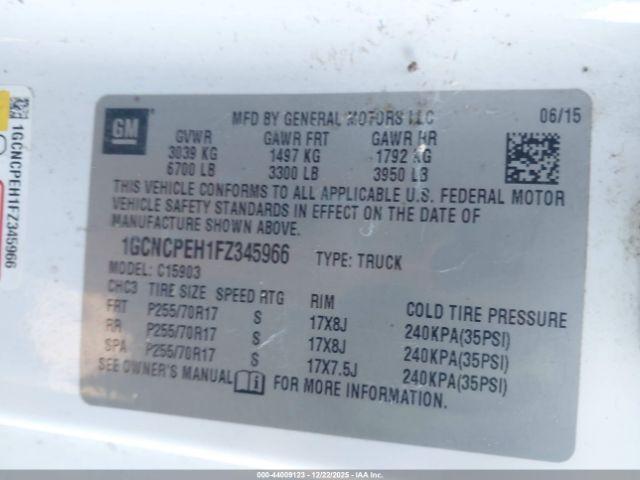 1GCNCPEH1FZ345966
GM
MFD BY GENERAL MOTORS LLC
06/15
GVWR GAWR FRT GAWR RR
3039 KG 1497 KG 1792 KG
6700 LB 3300 LB 3950 LB
THIS VEHICLE CONFORMS TO ALL APPLICABLE U.S. FEDERAL MOTOR
VEHICLE SAFETY STANDARDS IN EFFECT ON THE DATE OF
MANUFACTURE SHOWN ABOVE.
1GCNCPEH1FZ345966 TYPE: TRUCK
MODEL: C15903
CHC3 TIRE SIZE SPEED RTG RIM COLD TIRE PRESSURE
FRT P255/70R17 S 17X8J 240KPA(35PSI)
RR P255/70R17 S 17X8J 240KPA(35PSI)
SPA P255/70R17 S 17X7.5J 240KPA(35PSI)
SEE OWNER'S MANUAL FOR MORE INFORMATION.
000-44009123 - 12/22/2025 - IAA Inc.